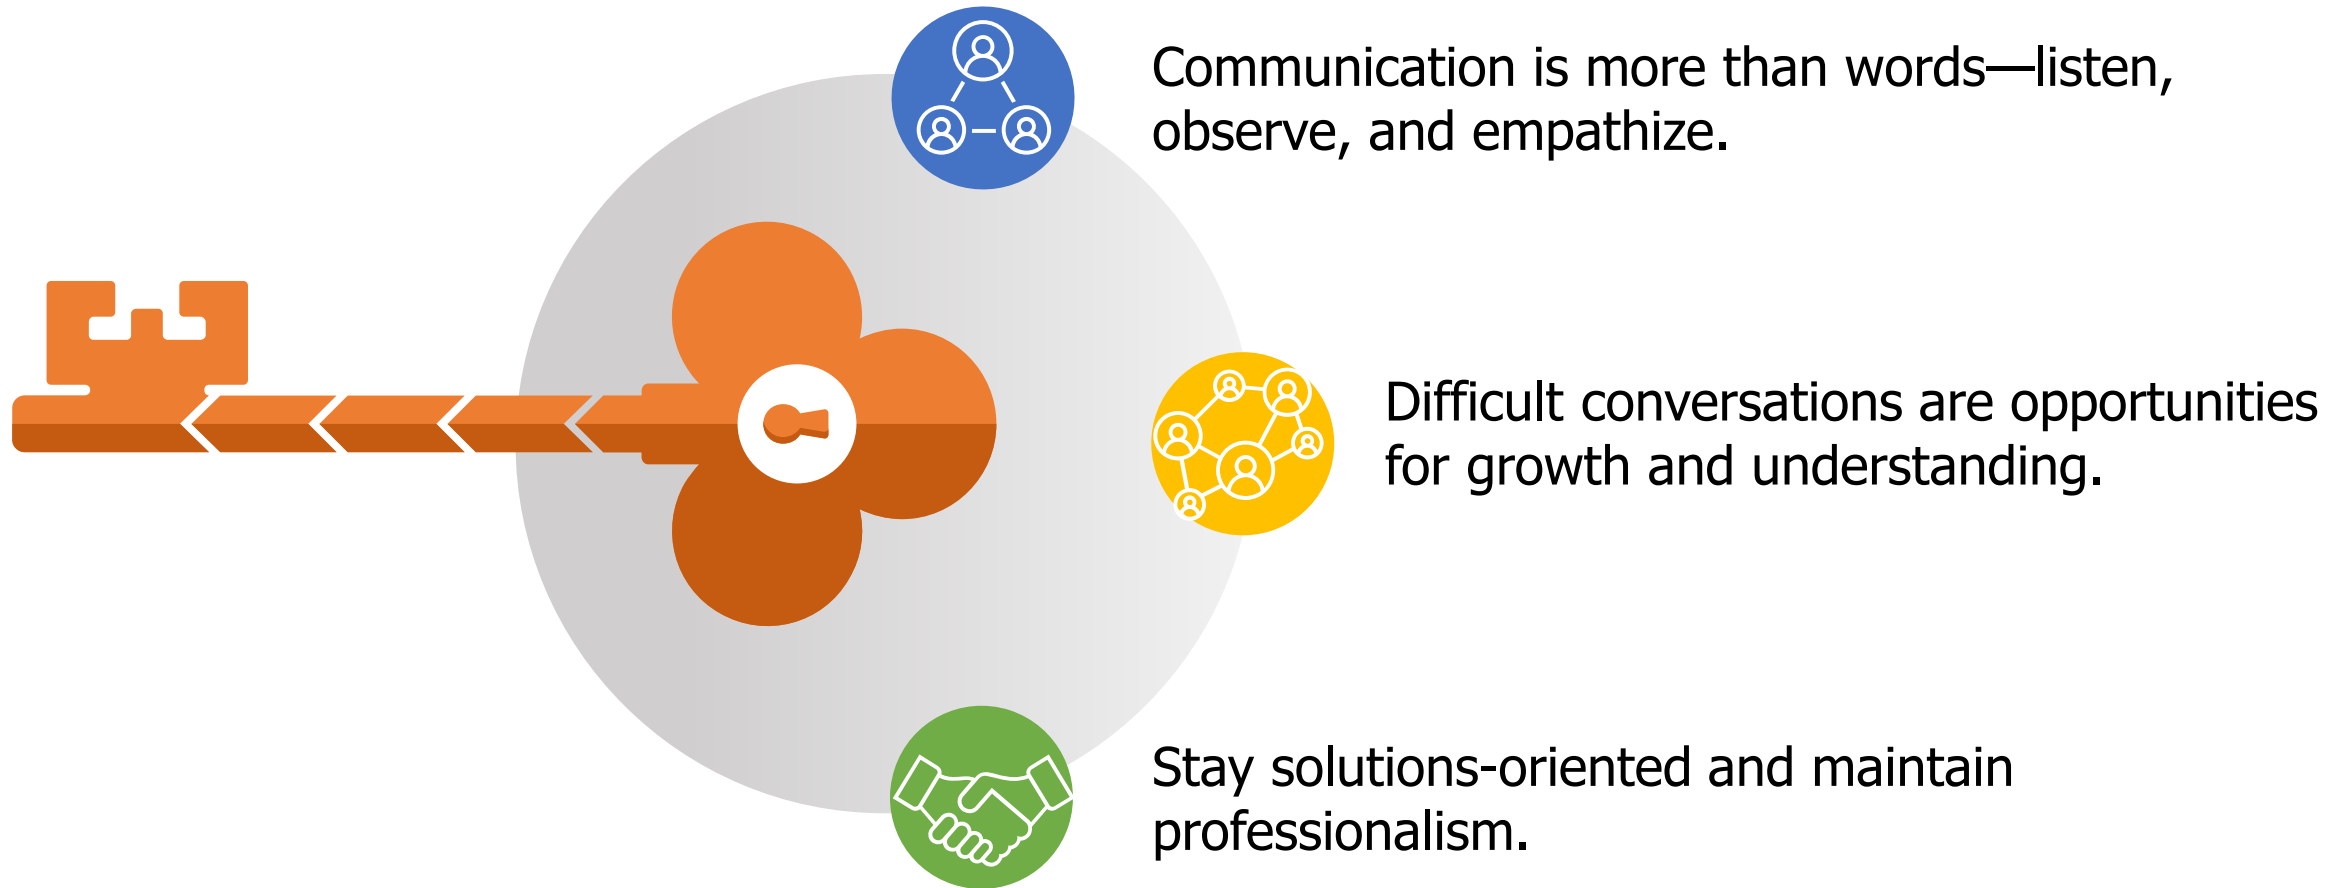 Communication is more than words—listen,
observe, and empathize.
Difficult conversations are opportunities
for growth and understanding.
Stay solutions-oriented and maintain
professionalism.